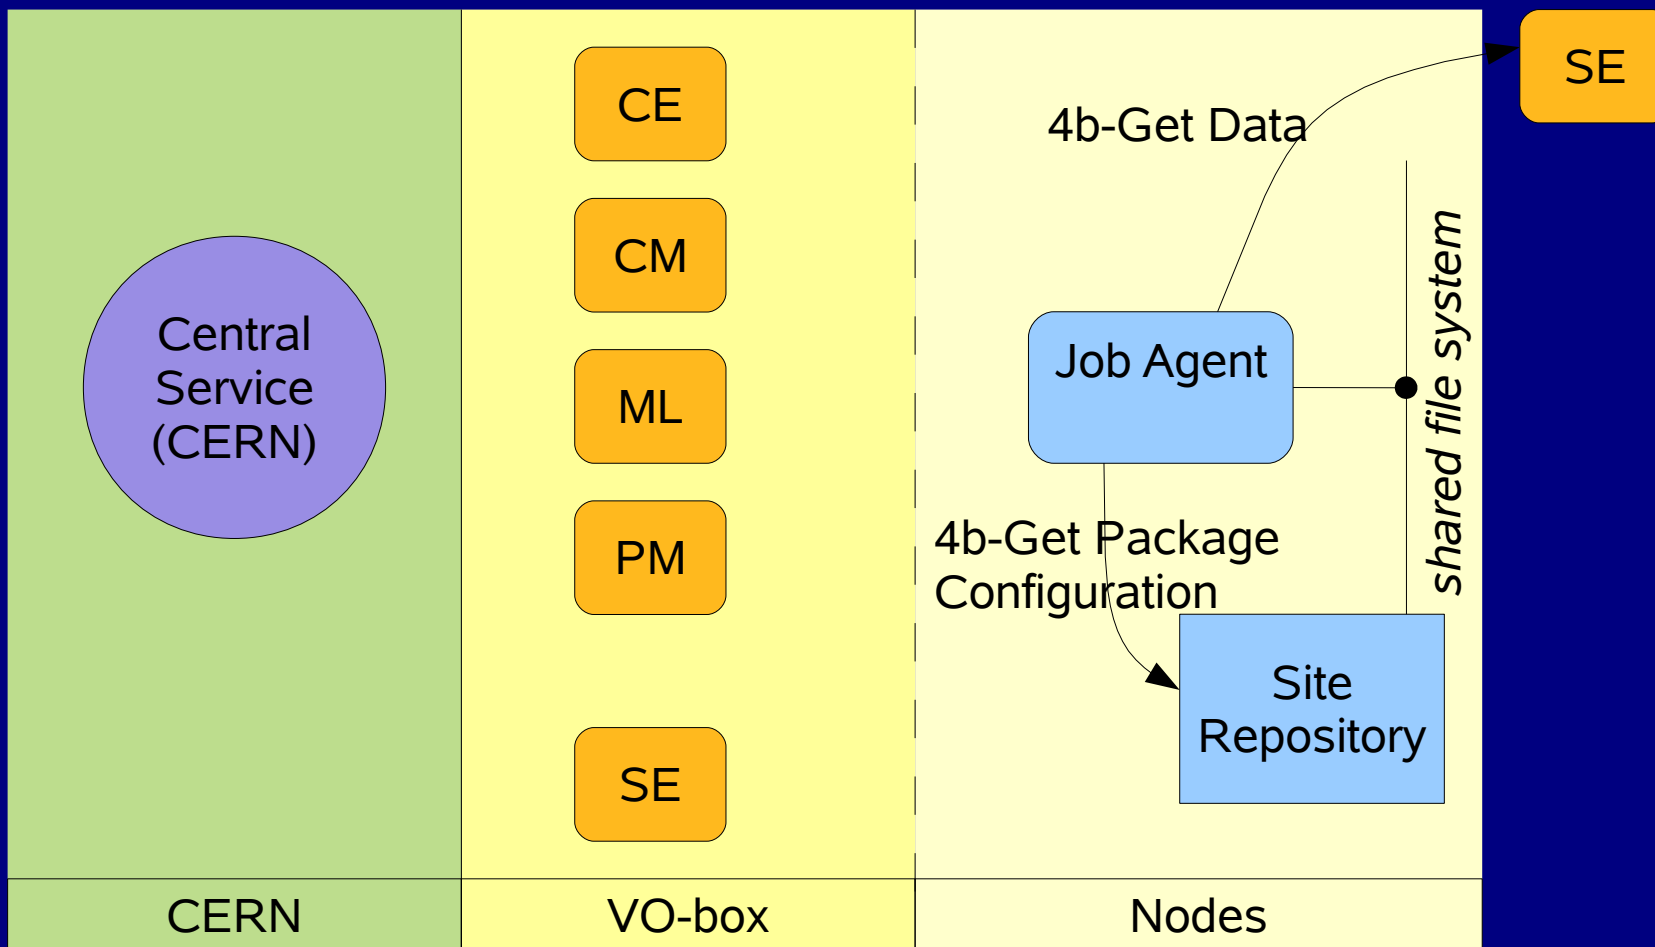 CE
SE
4b-Get Data
CM
Central
Service
(CERN)
Job Agent
shared file system
ML
4b-Get Package
Configuration
PM
Site
Repository
SE
CERN
VO-box
Nodes